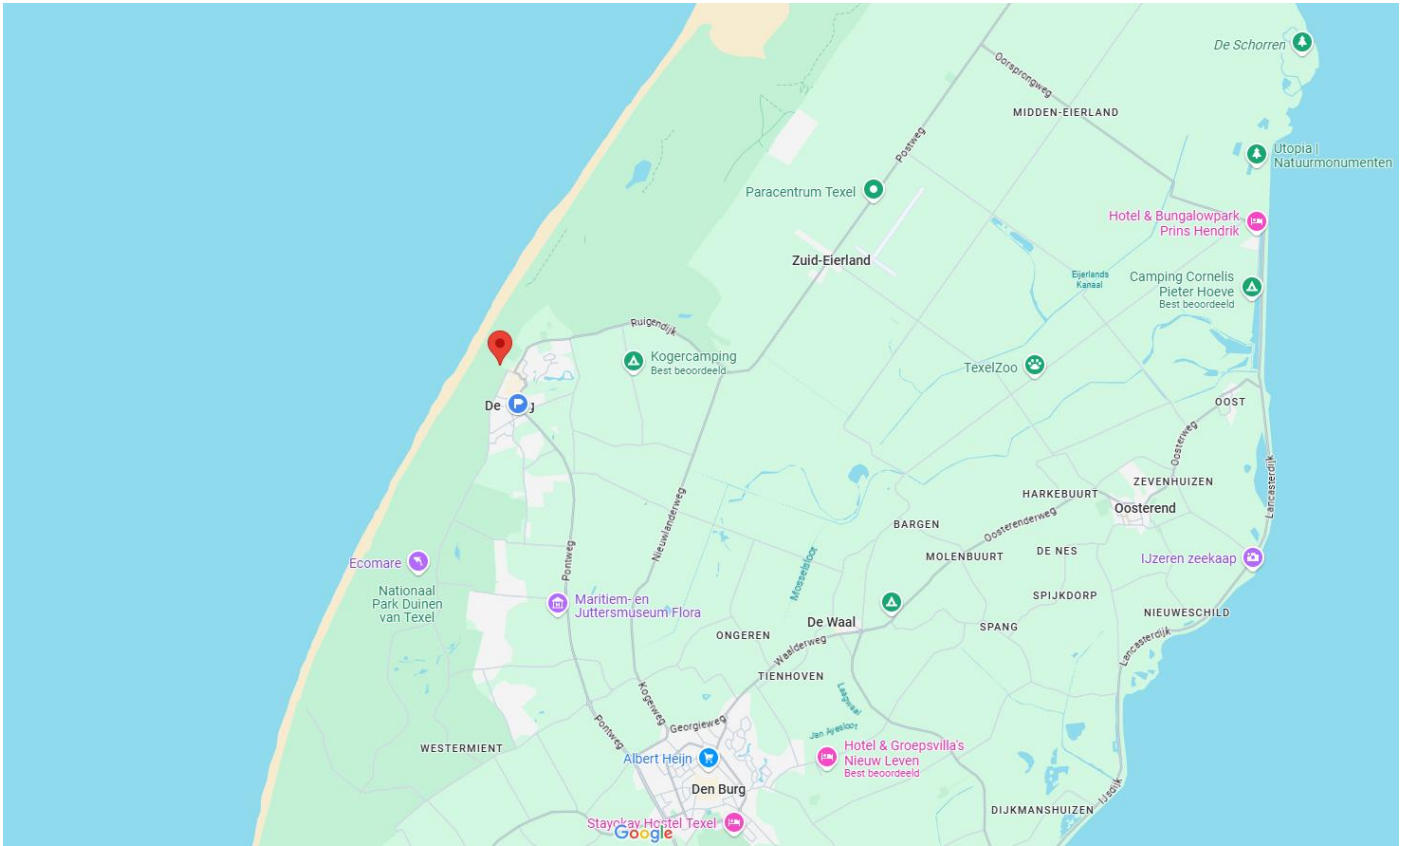 De Schorren
Oorsprongweg
MIDDEN-EIERLAND
Postweg
Utopia |
Natuurmonumenten
Paracentrum Texel
Hotel & Bungalowpark
Prins Hendrik
Zuid-Eierland
Eijerlands
Kanaal
Camping Cornelis
Pieter Hoeve
Best beoordeeld
Ruigendijk
Kogercamping
Best beoordeeld
TexelZoo
De
g
OOST
Oosterweg
Lancasterdijk
ZEVENHUIZEN
HARKEBUURT
Oosterend
Nieuwlanderweg
BARGEN
Oosterenderweg
Pontweg
MOLENBUURT
DE NES
IJzeren zeekaap
Ecomare
Mosselsloot
Nationaal
Park Duinen
van Texel
Maritiem- en
Juttersmuseum Flora
SPIJKDORP
NIEUWESCHILD
De Waal
SPANG
ONGEREN
Waalderweg
Lancasterdijk
TIENHOVEN
Kogerweg
Laagwaal
Georgieweg
Pontweg
Jan Ayesloot
WESTERMIENT
Albert Heijn
Hotel & Groepsvilla's
Nieuw Leven
Best beoordeeld
Den Burg
IJsdijk
DIJKMANSHUIZEN
Stayokay Hostel Texel
Google